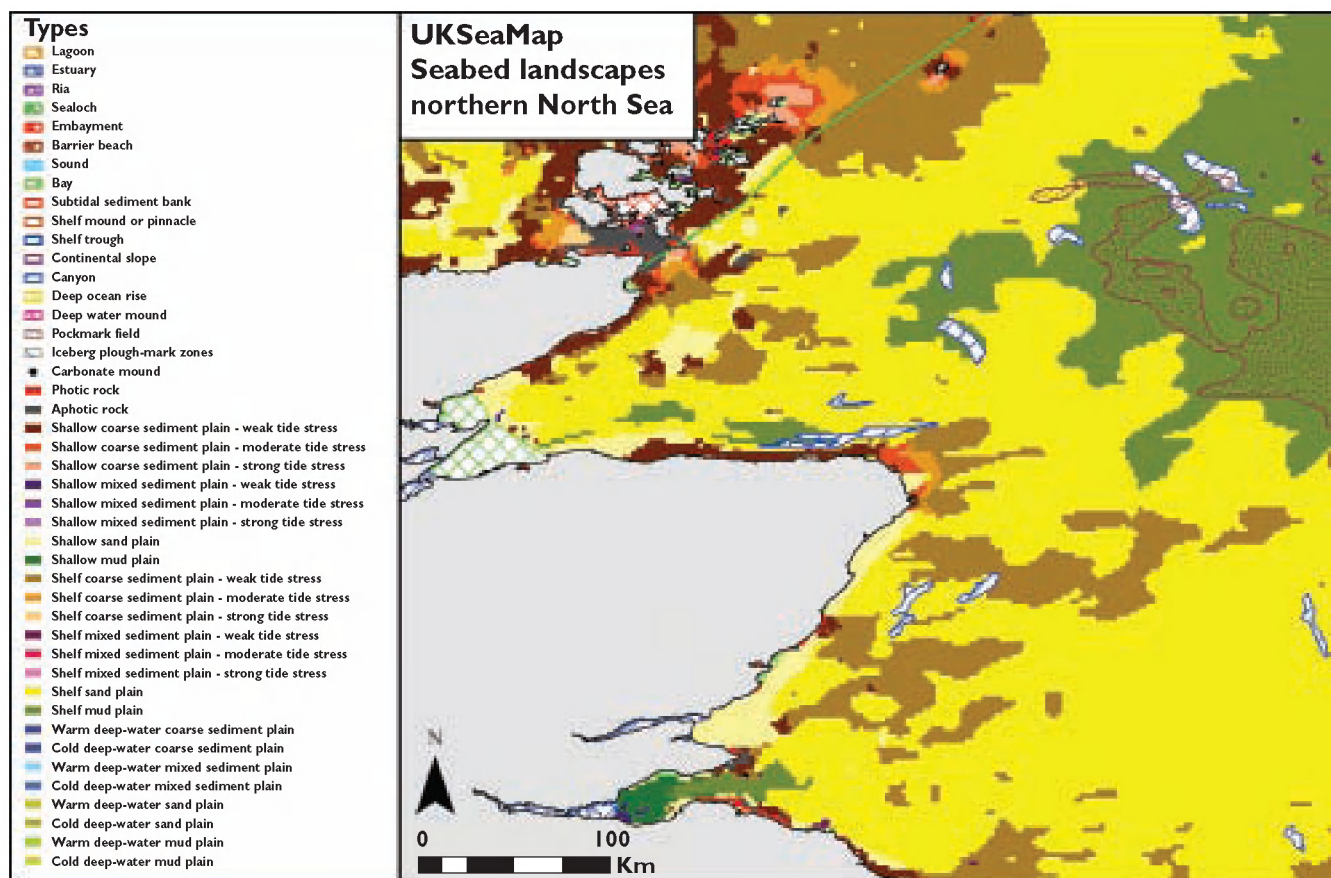 Types
Lagoon
Estuary
Ria
Sealoch
Embayment
Barrier beach
Sound
Bay
Subtidal sediment bank
Shelf mound or pinnacle
Shelf trough
Continental slope
Canyon
Deep ocean rise
Deep water mound
Pockmark field
Iceberg plough-mark zones
Carbonate mound
Photic rock
Aphotic rock
Shallow coarse sediment plain - weak tide stress
Shallow coarse sediment plain - moderate tide stress
Shallow coarse sediment plain - strong tide stress
Shallow mixed sediment plain - weak tide stress
Shallow mixed sediment plain - moderate tide stress
Shallow mixed sediment plain - strong tide stress
Shallow sand plain
Shallow mud plain
Shelf coarse sediment plain - weak tide stress
Shelf coarse sediment plain - moderate tide stress
Shelf coarse sediment plain - strong tide stress
Shelf mixed sediment plain - weak tide stress
Shelf mixed sediment plain - moderate tide stress
Shelf mixed sediment plain - strong tide stress
Shelf sand plain
Shelf mud plain
Warm deep-water coarse sediment plain
Cold deep-water coarse sediment plain
Warm deep-water mixed sediment plain
Cold deep-water mixed sediment plain
Warm deep-water sand plain
Cold deep-water sand plain
Warm deep-water mud plain
Cold deep-water mud plain
UKSeaMap
Seabed landscapes
northern North Sea
N
0 100
Km